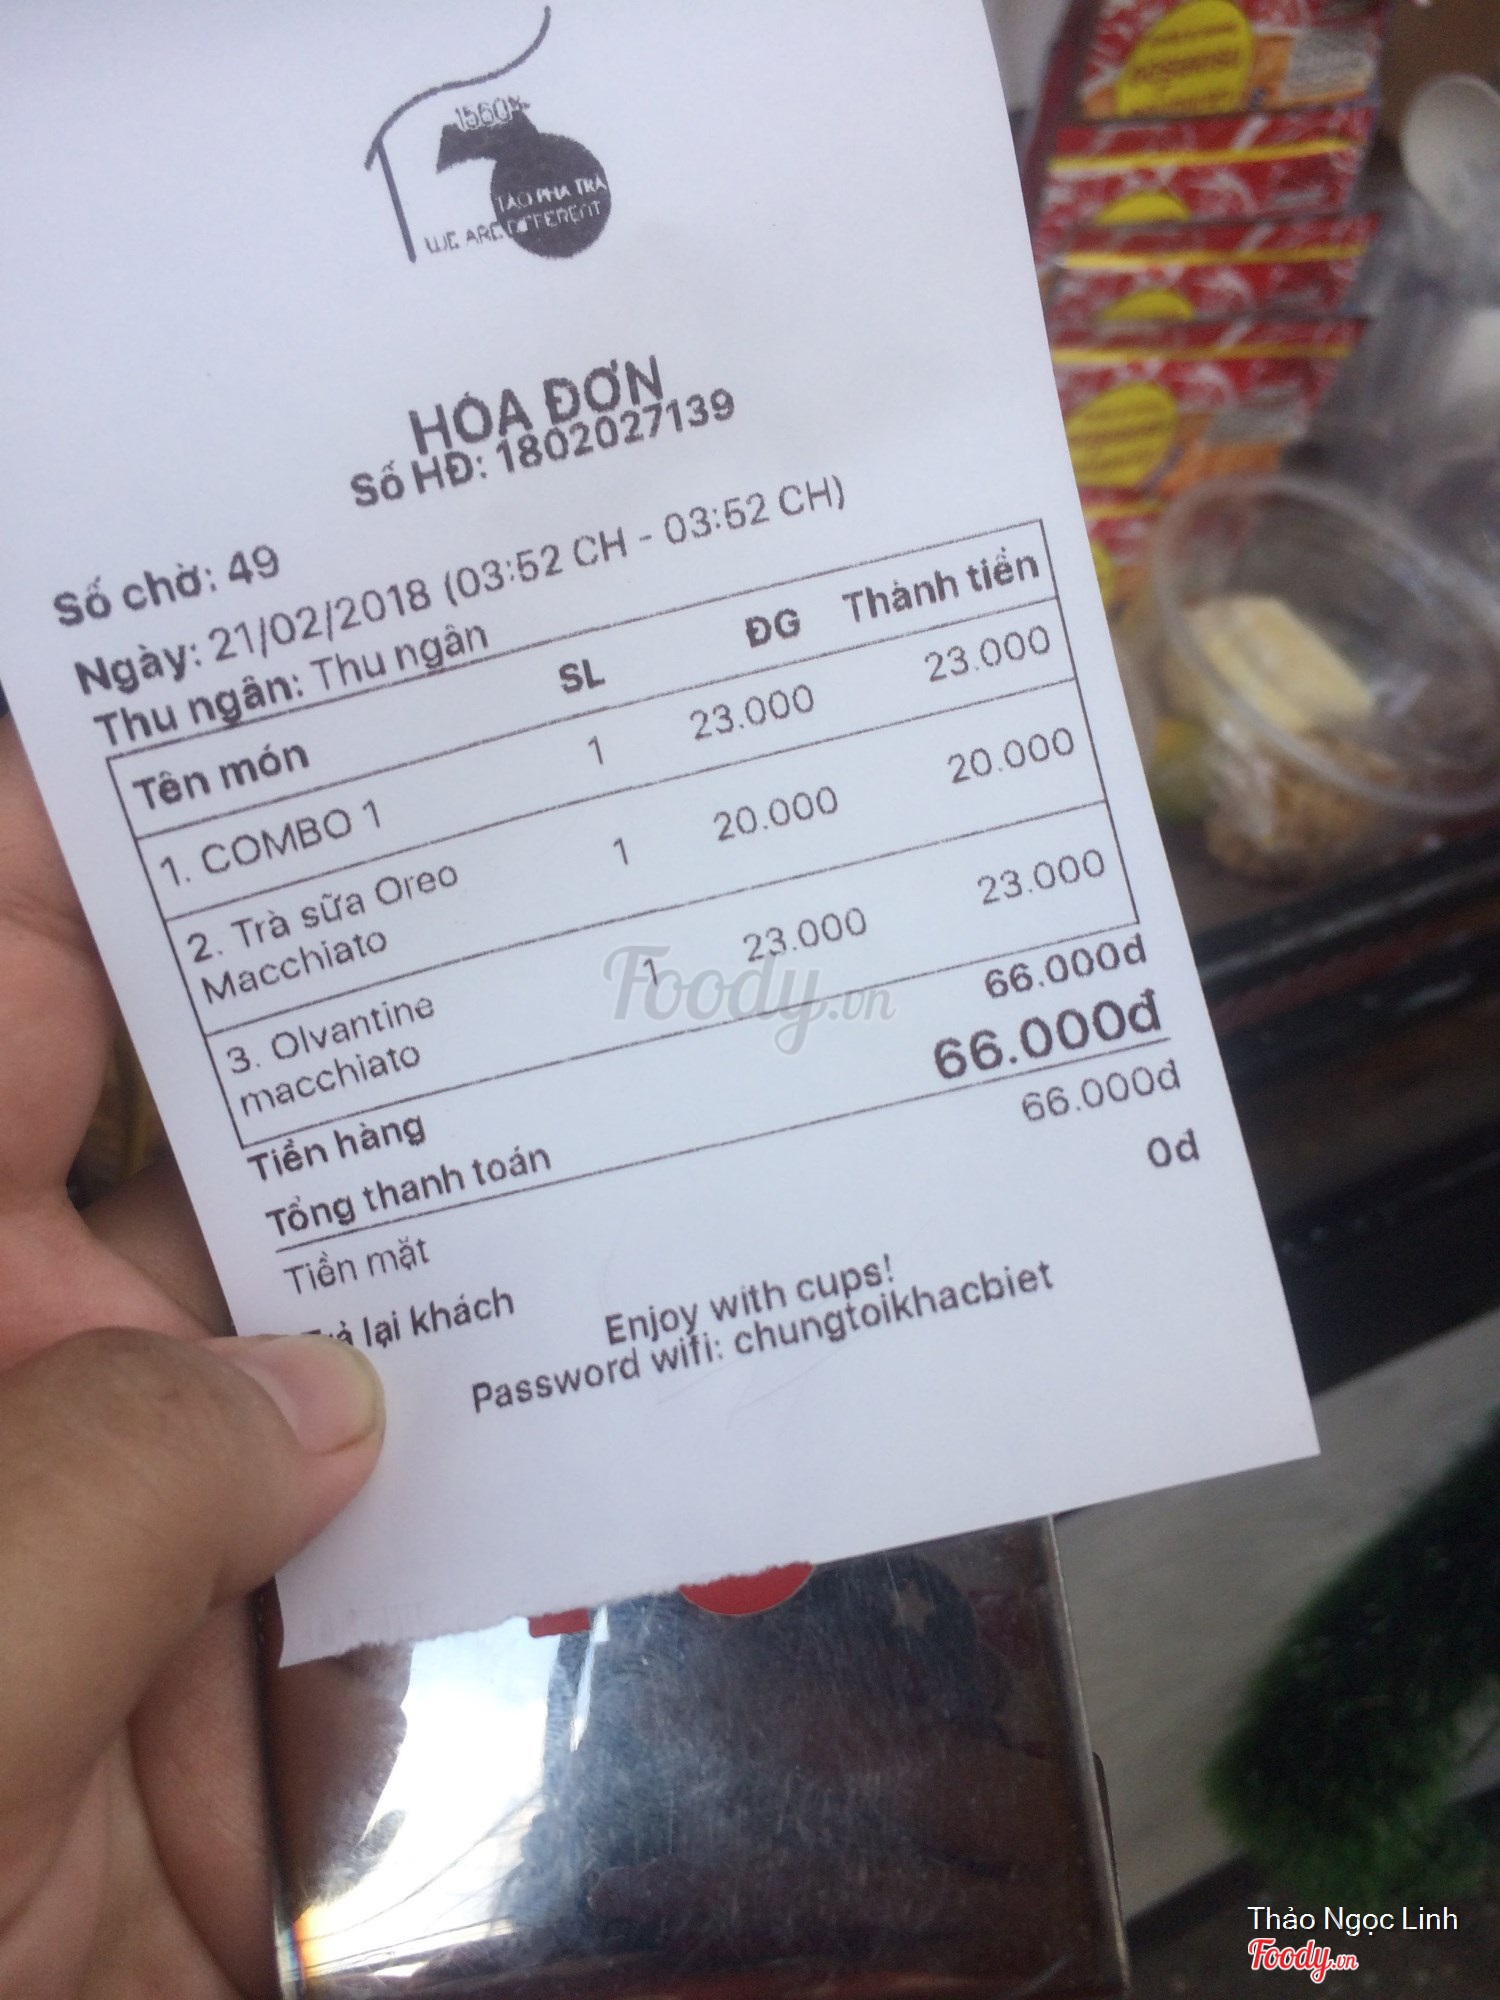 1560
TÁO PHA TRÀ
WE ARE DIFFERENT
HÓA ĐƠN
Số HĐ: 1802027139
Số chờ: 49
Ngày: 21/02/2018 (03:52 CH - 03:52 CH)
Thu ngân: Thu ngân
Tên món SL ĐG Thành tiền
1. COMBO 1 1 23.000 23.000
2. Trà sữa Oreo 1 20.000 20.000
Macchiato
3. Olvantine 1 23.000 23.000
macchiato
Tiền hàng 66.000đ
Tổng thanh toán 66.000đ
Tiền mặt 66.000đ
Trả lại khách 0đ
Enjoy with cups!
Password wifi: chungtoikhacbiet
Foody.vn
Thảo Ngọc Linh
Foody.vn